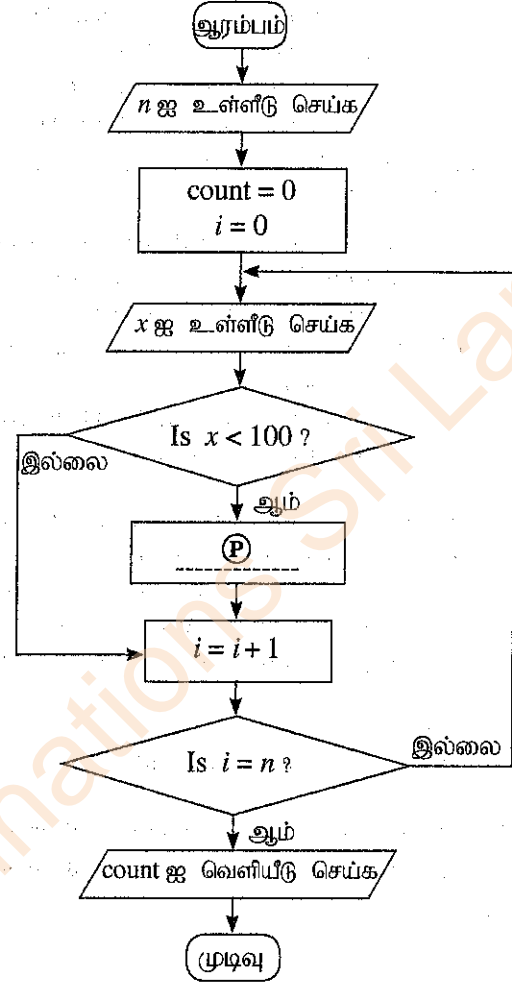 ஆரம்பம்
n ஐ உள்ளீடு செய்க
count = 0
i = 0
x ஐ உள்ளீடு செய்க
Is x < 100 ?
இல்லை
ஆம்
P
i = i + 1
Is i = n ?
இல்லை
ஆம்
count ஐ வெளியீடு செய்க
முடிவு